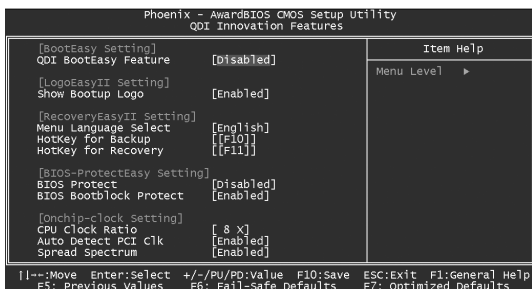 Phoenix - AwardBIOS CMOS Setup Utility
QDI Innovation Features
[BootEasy Setting]
QDI BootEasy Feature [Disabled]
[LogoEasyII Setting]
Show Bootup Logo [Enabled]
[RecoveryEasyII Setting]
Menu Language Select [English]
HotKey for Backup [[F10]]
HotKey for Recovery [[F11]]
[BIOS-ProtectEasy Setting]
BIOS Protect [Disabled]
BIOS Bootblock Protect [Enabled]
[Onchip-clock Setting]
CPU Clock Ratio [ 8 X]
Auto Detect PCI Clk [Enabled]
Spread Spectrum [Enabled]
Item Help
Menu Level ►
↑↓←→:Move Enter:Select +/-/PU/PD:Value F10:Save ESC:Exit F1:General Help
F5: Previous Values F6: Fail-Safe Defaults F7: Optimized Defaults